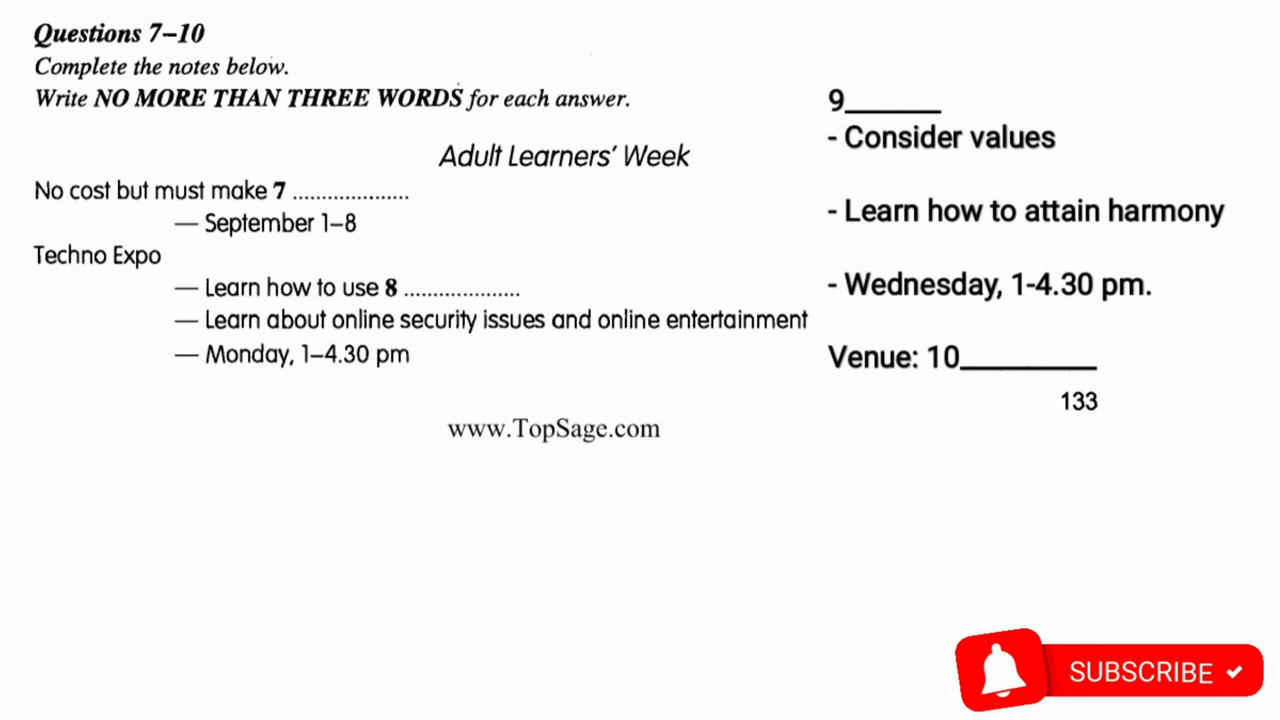 Questions 7–10
Complete the notes below.
Write NO MORE THAN THREE WORDS for each answer.
Adult Learners' Week
No cost but must make 7 ....................
— September 1–8
Techno Expo
— Learn how to use 8 ....................
— Learn about online security issues and online entertainment
— Monday, 1–4.30 pm
9______
- Consider values
- Learn how to attain harmony
- Wednesday, 1-4.30 pm.
Venue: 10_________
133
www.TopSage.com
SUBSCRIBE